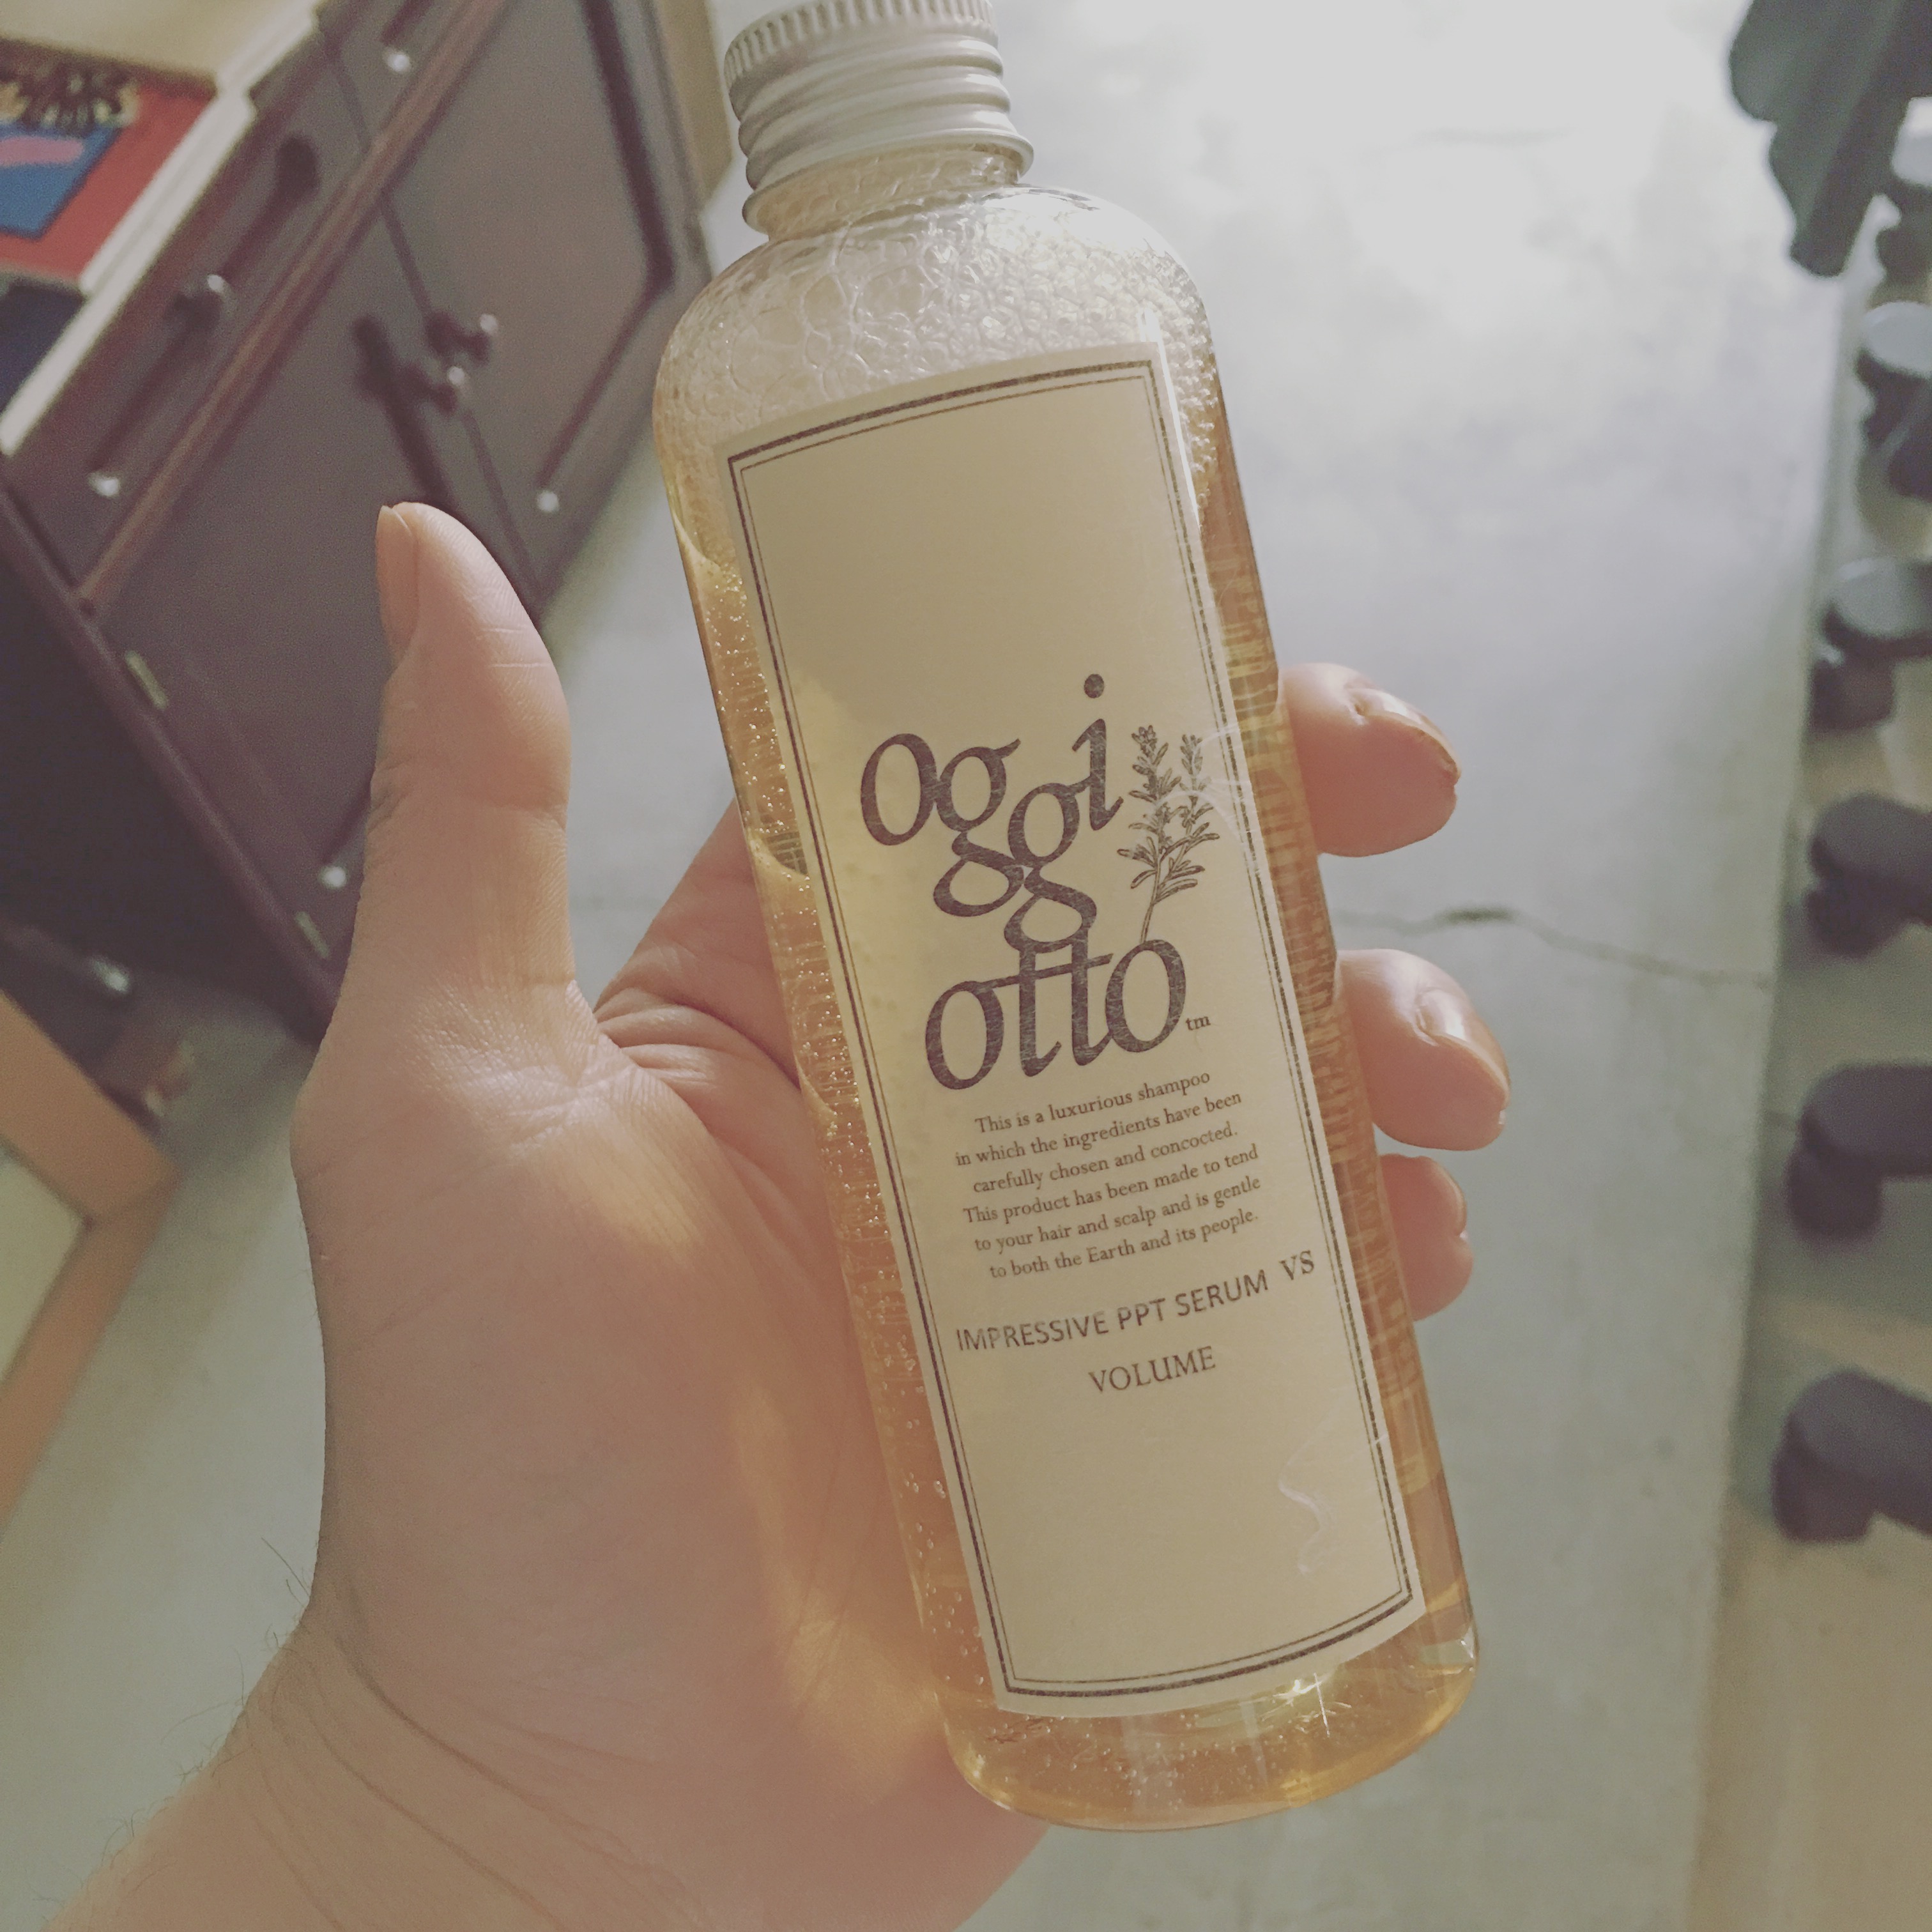 oggi
otto
tm
This is a luxurious shampoo
in which the ingredients have been
carefully chosen and concocted.
This product has been made to tend
to your hair and scalp and is gentle
to both the Earth and its people.
IMPRESSIVE PPT SERUM VS
VOLUME